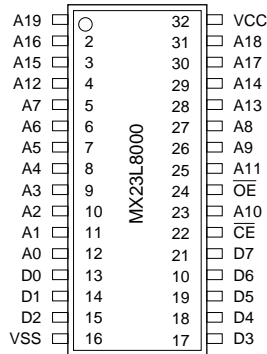 A19 32 VCC
A16 2 31 A18
A15 3 30 A17
A12 4 29 A14
A7 5 28 A13
A6 6 27 A8
A5 7 26 A9
A4 8 25 A11
A3 9 24 OE
A2 10 23 A10
A1 11 22 CE
A0 12 21 D7
D0 13 10 D6
D1 14 19 D5
D2 15 18 D4
VSS 16 17 D3
MX23L8000